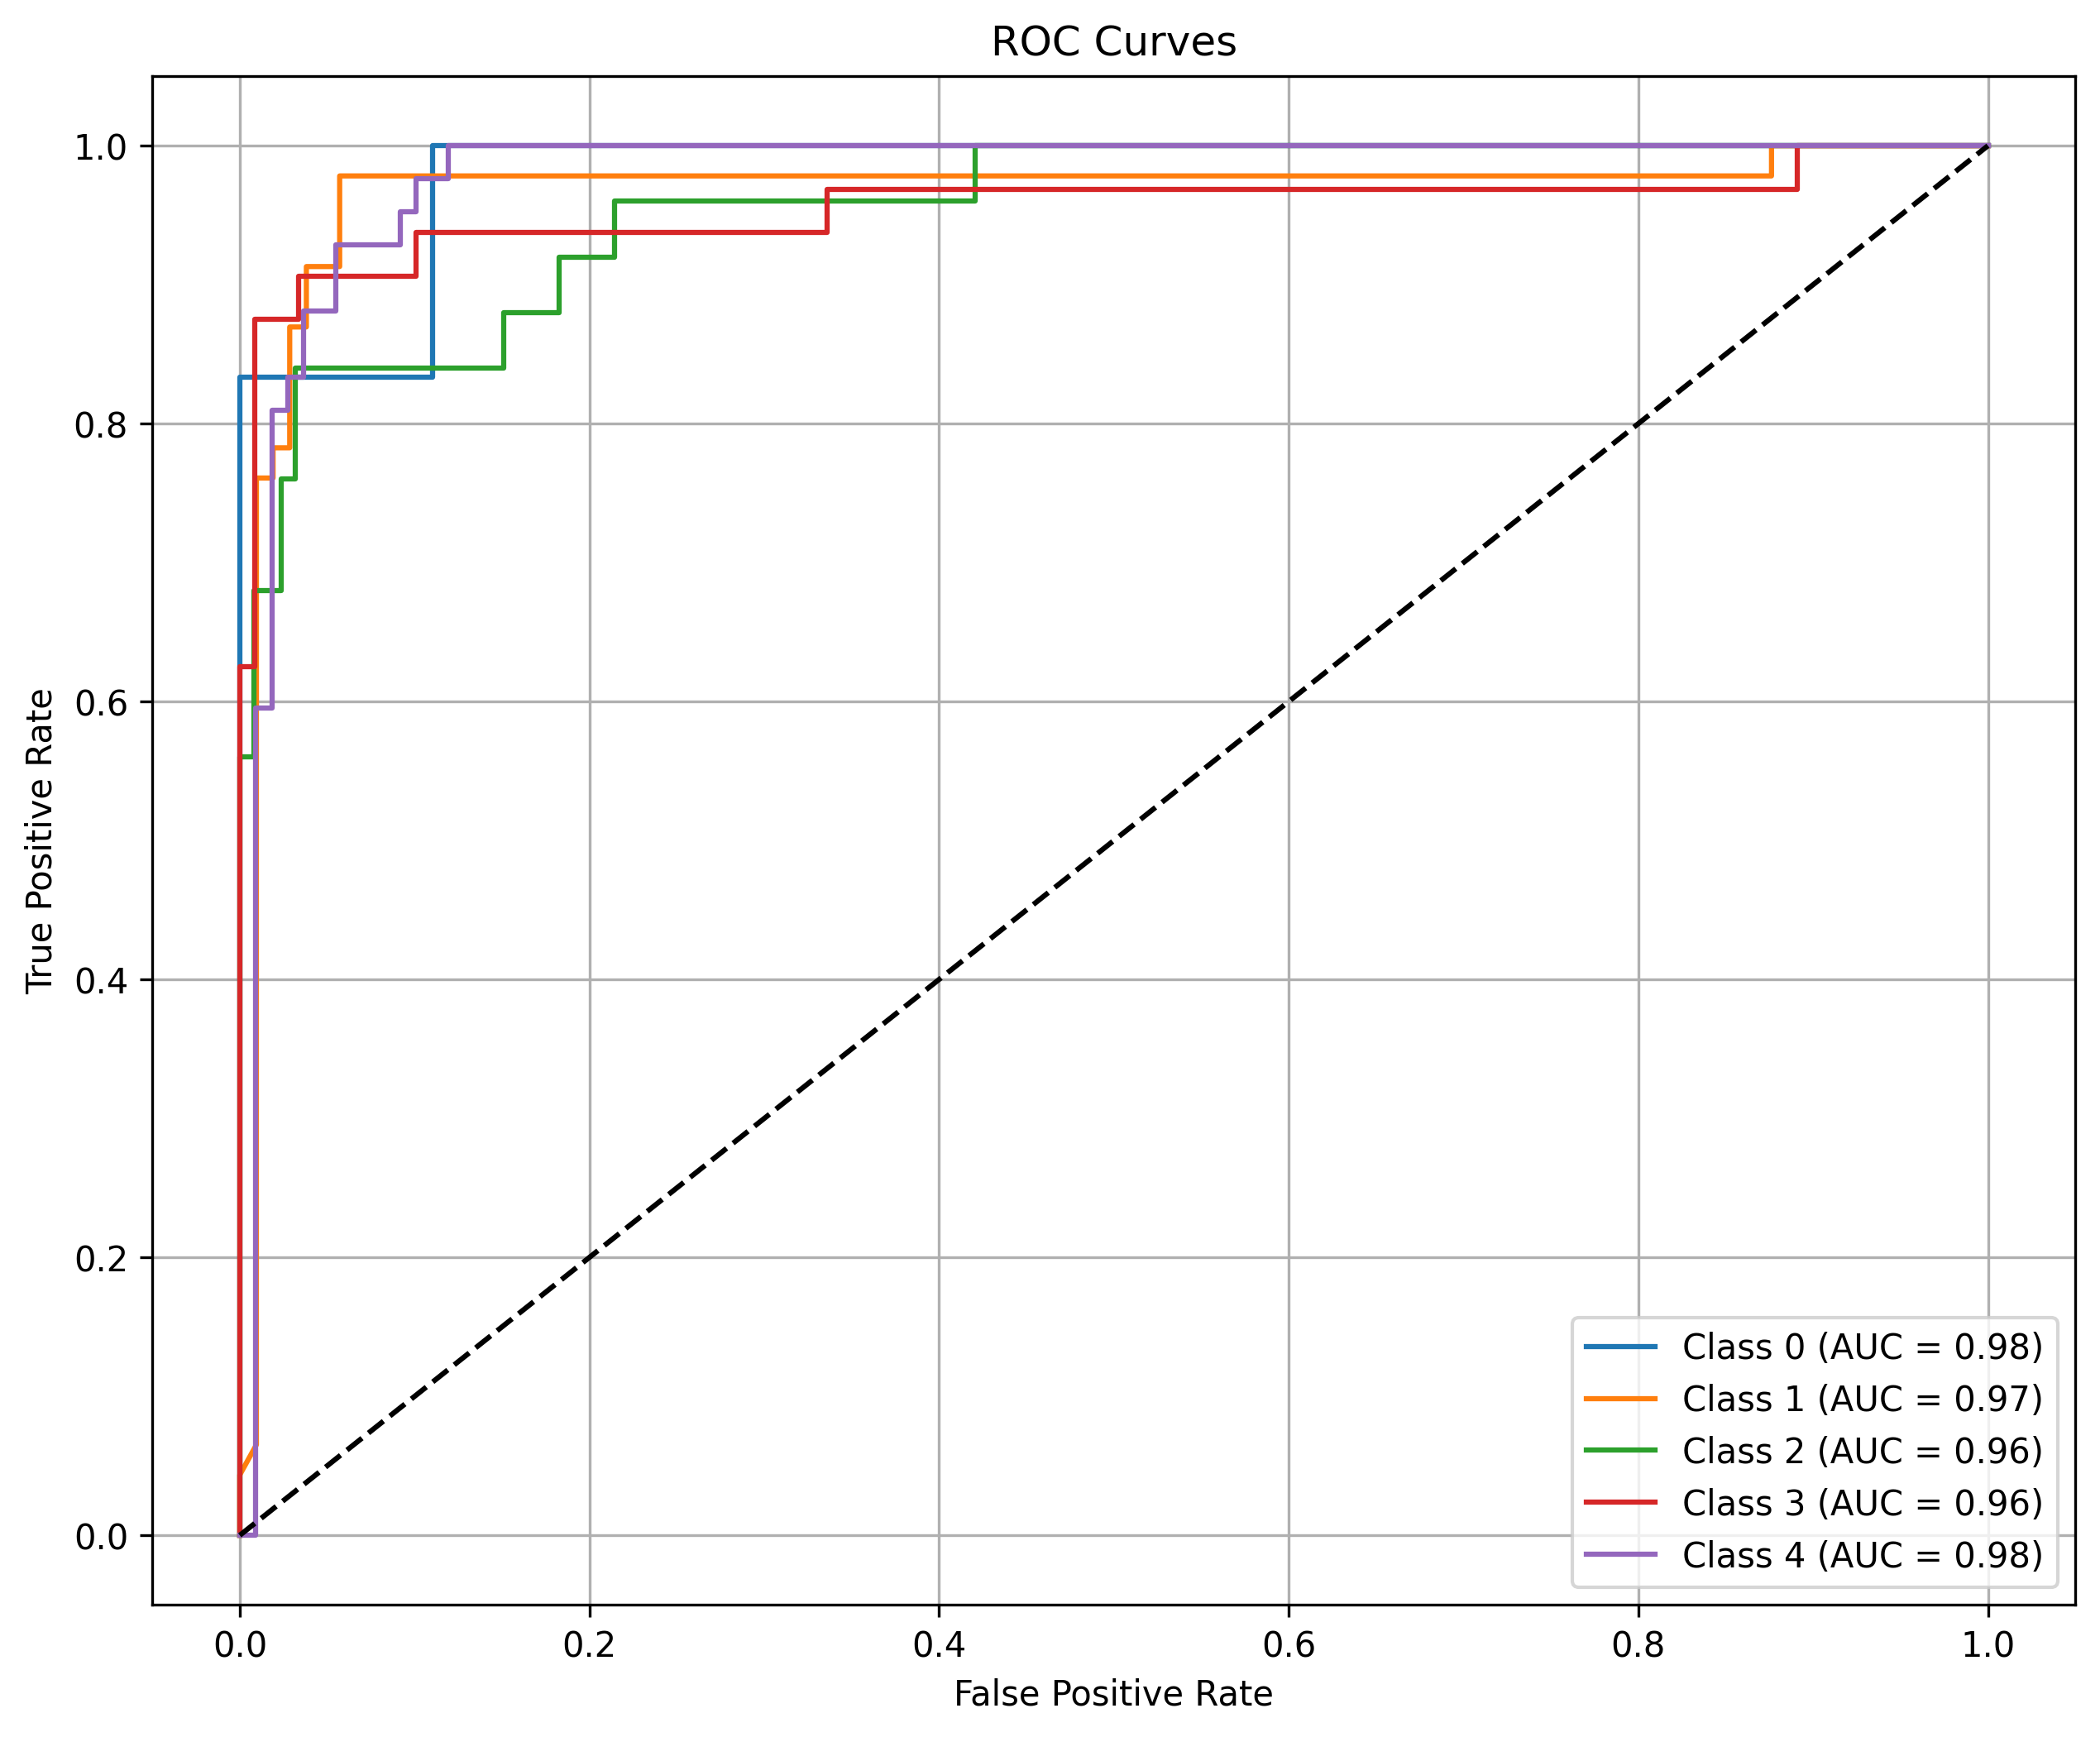 ROC Curves
True Positive Rate
1.0
0.8
0.6
0.4
0.2
0.0
Class 0 (AUC = 0.98)
Class 1 (AUC = 0.97)
Class 2 (AUC = 0.96)
Class 3 (AUC = 0.96)
Class 4 (AUC = 0.98)
0.0 0.2 0.4 0.6 0.8 1.0
False Positive Rate